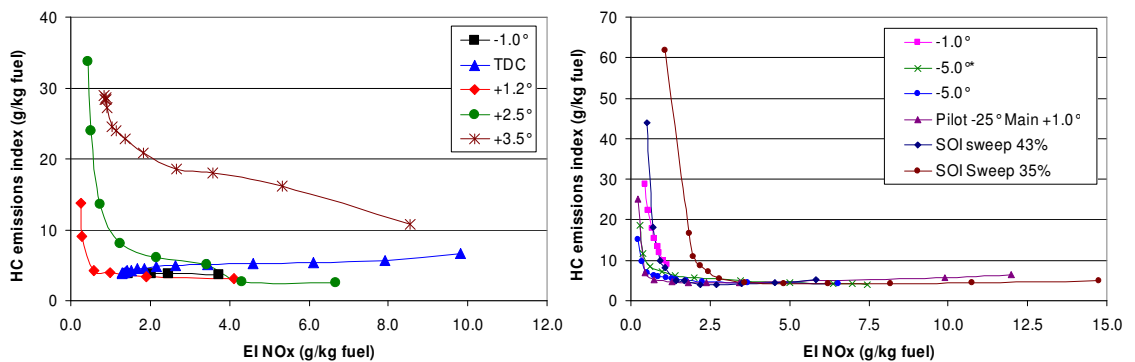 HC emissions index (g/kg fuel)
40
30
20
10
0
0.0 2.0 4.0 6.0 8.0 10.0 12.0
EI NOx (g/kg fuel)
-1.0°
TDC
+1.2°
+2.5°
+3.5°
HC emissions index (g/kg fuel)
70
60
50
40
30
20
10
0
0.0 2.5 5.0 7.5 10.0 12.5 15.0
EI NOx (g/kg fuel)
-1.0°
-5.0°*
-5.0°
Pilot -25° Main +1.0°
SOI sweep 43%
SOI Sweep 35%